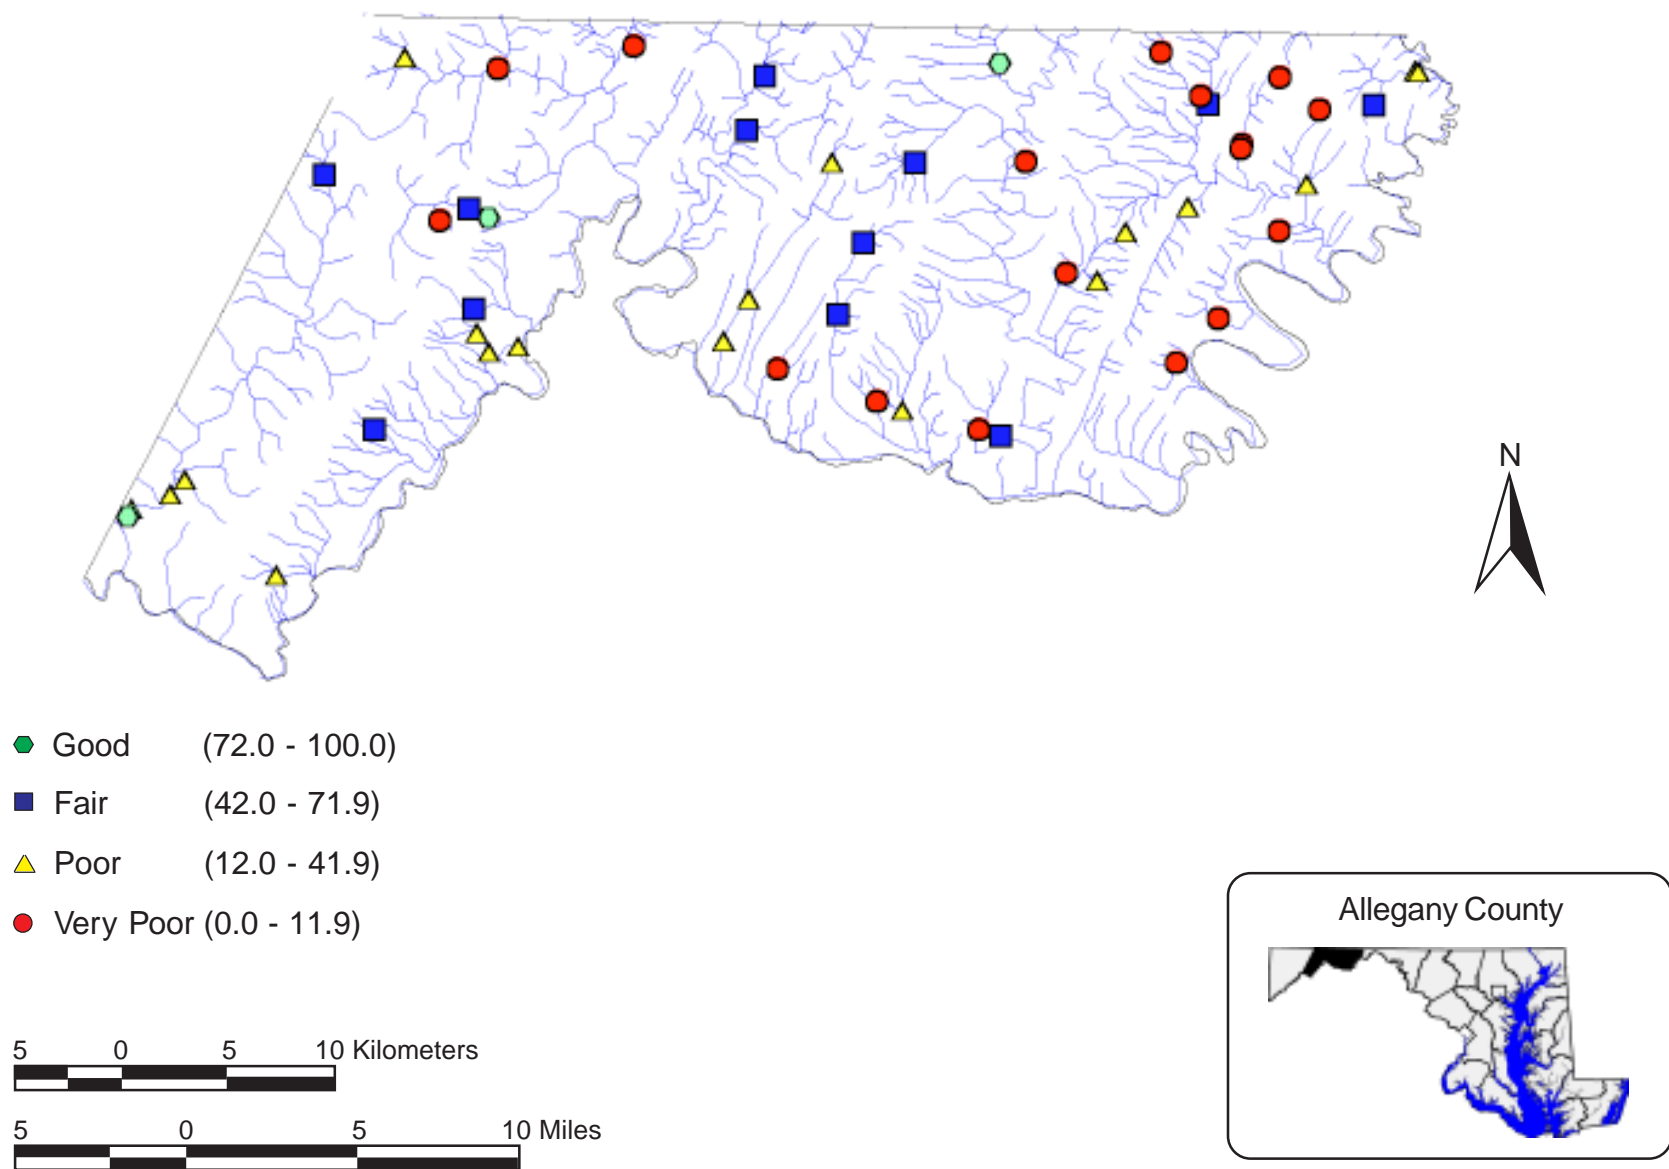 N
Good (72.0 - 100.0)
Fair (42.0 - 71.9)
Poor (12.0 - 41.9)
Very Poor (0.0 - 11.9)
Allegany County
5 0 5 10 Kilometers
5 0 5 10 Miles